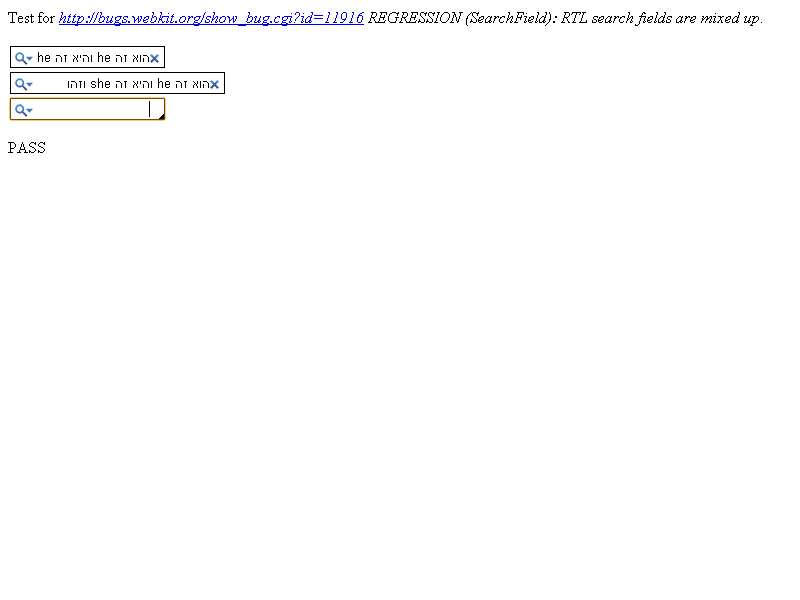 Test for http://bugs.webkit.org/show_bug.cgi?id=11916 REGRESSION (SearchField): RTL search fields are mixed up.
הוא זה he והיא זה he
הוא זה he והיא זה she וזהו
PASS